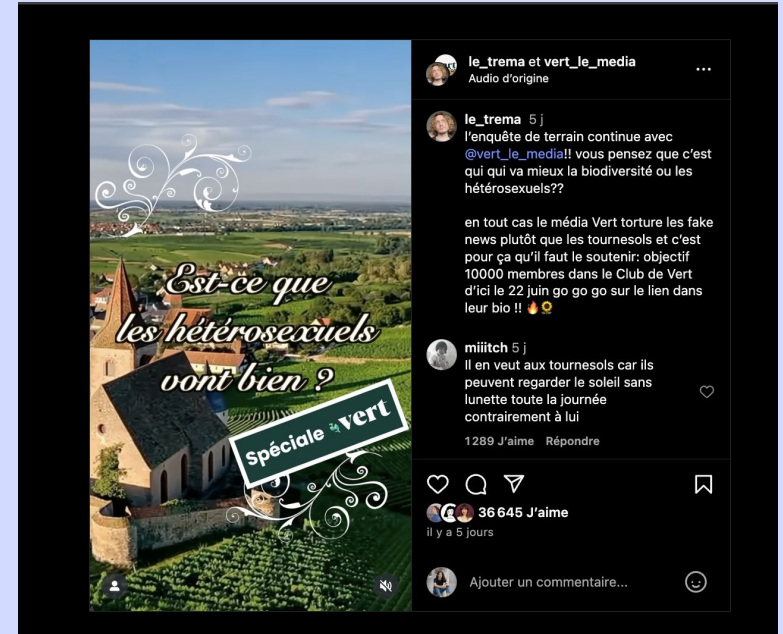 Est-ce que
les hétérosexuels
vont bien ?
Spéciale vert
le_trema et vert_le_media
Audio d'origine
le_trema 5 j
l'enquête de terrain continue avec
@vert_le_media!! vous pensez que c'est
qui qui va mieux la biodiversité ou les
hétérosexuels??
en tout cas le média Vert torture les fake
news plutôt que les tournesols et c'est
pour ça qu'il faut le soutenir: objectif
10000 membres dans le Club de Vert
d'ici le 22 juin go go go sur le lien dans
leur bio !! 🔥🌻
miiitch 5 j
Il en veut aux tournesols car ils
peuvent regarder le soleil sans
lunette toute la journée
contrairement à lui
1 289 J'aime Répondre
36 645 J'aime
il y a 5 jours
Ajouter un commentaire...